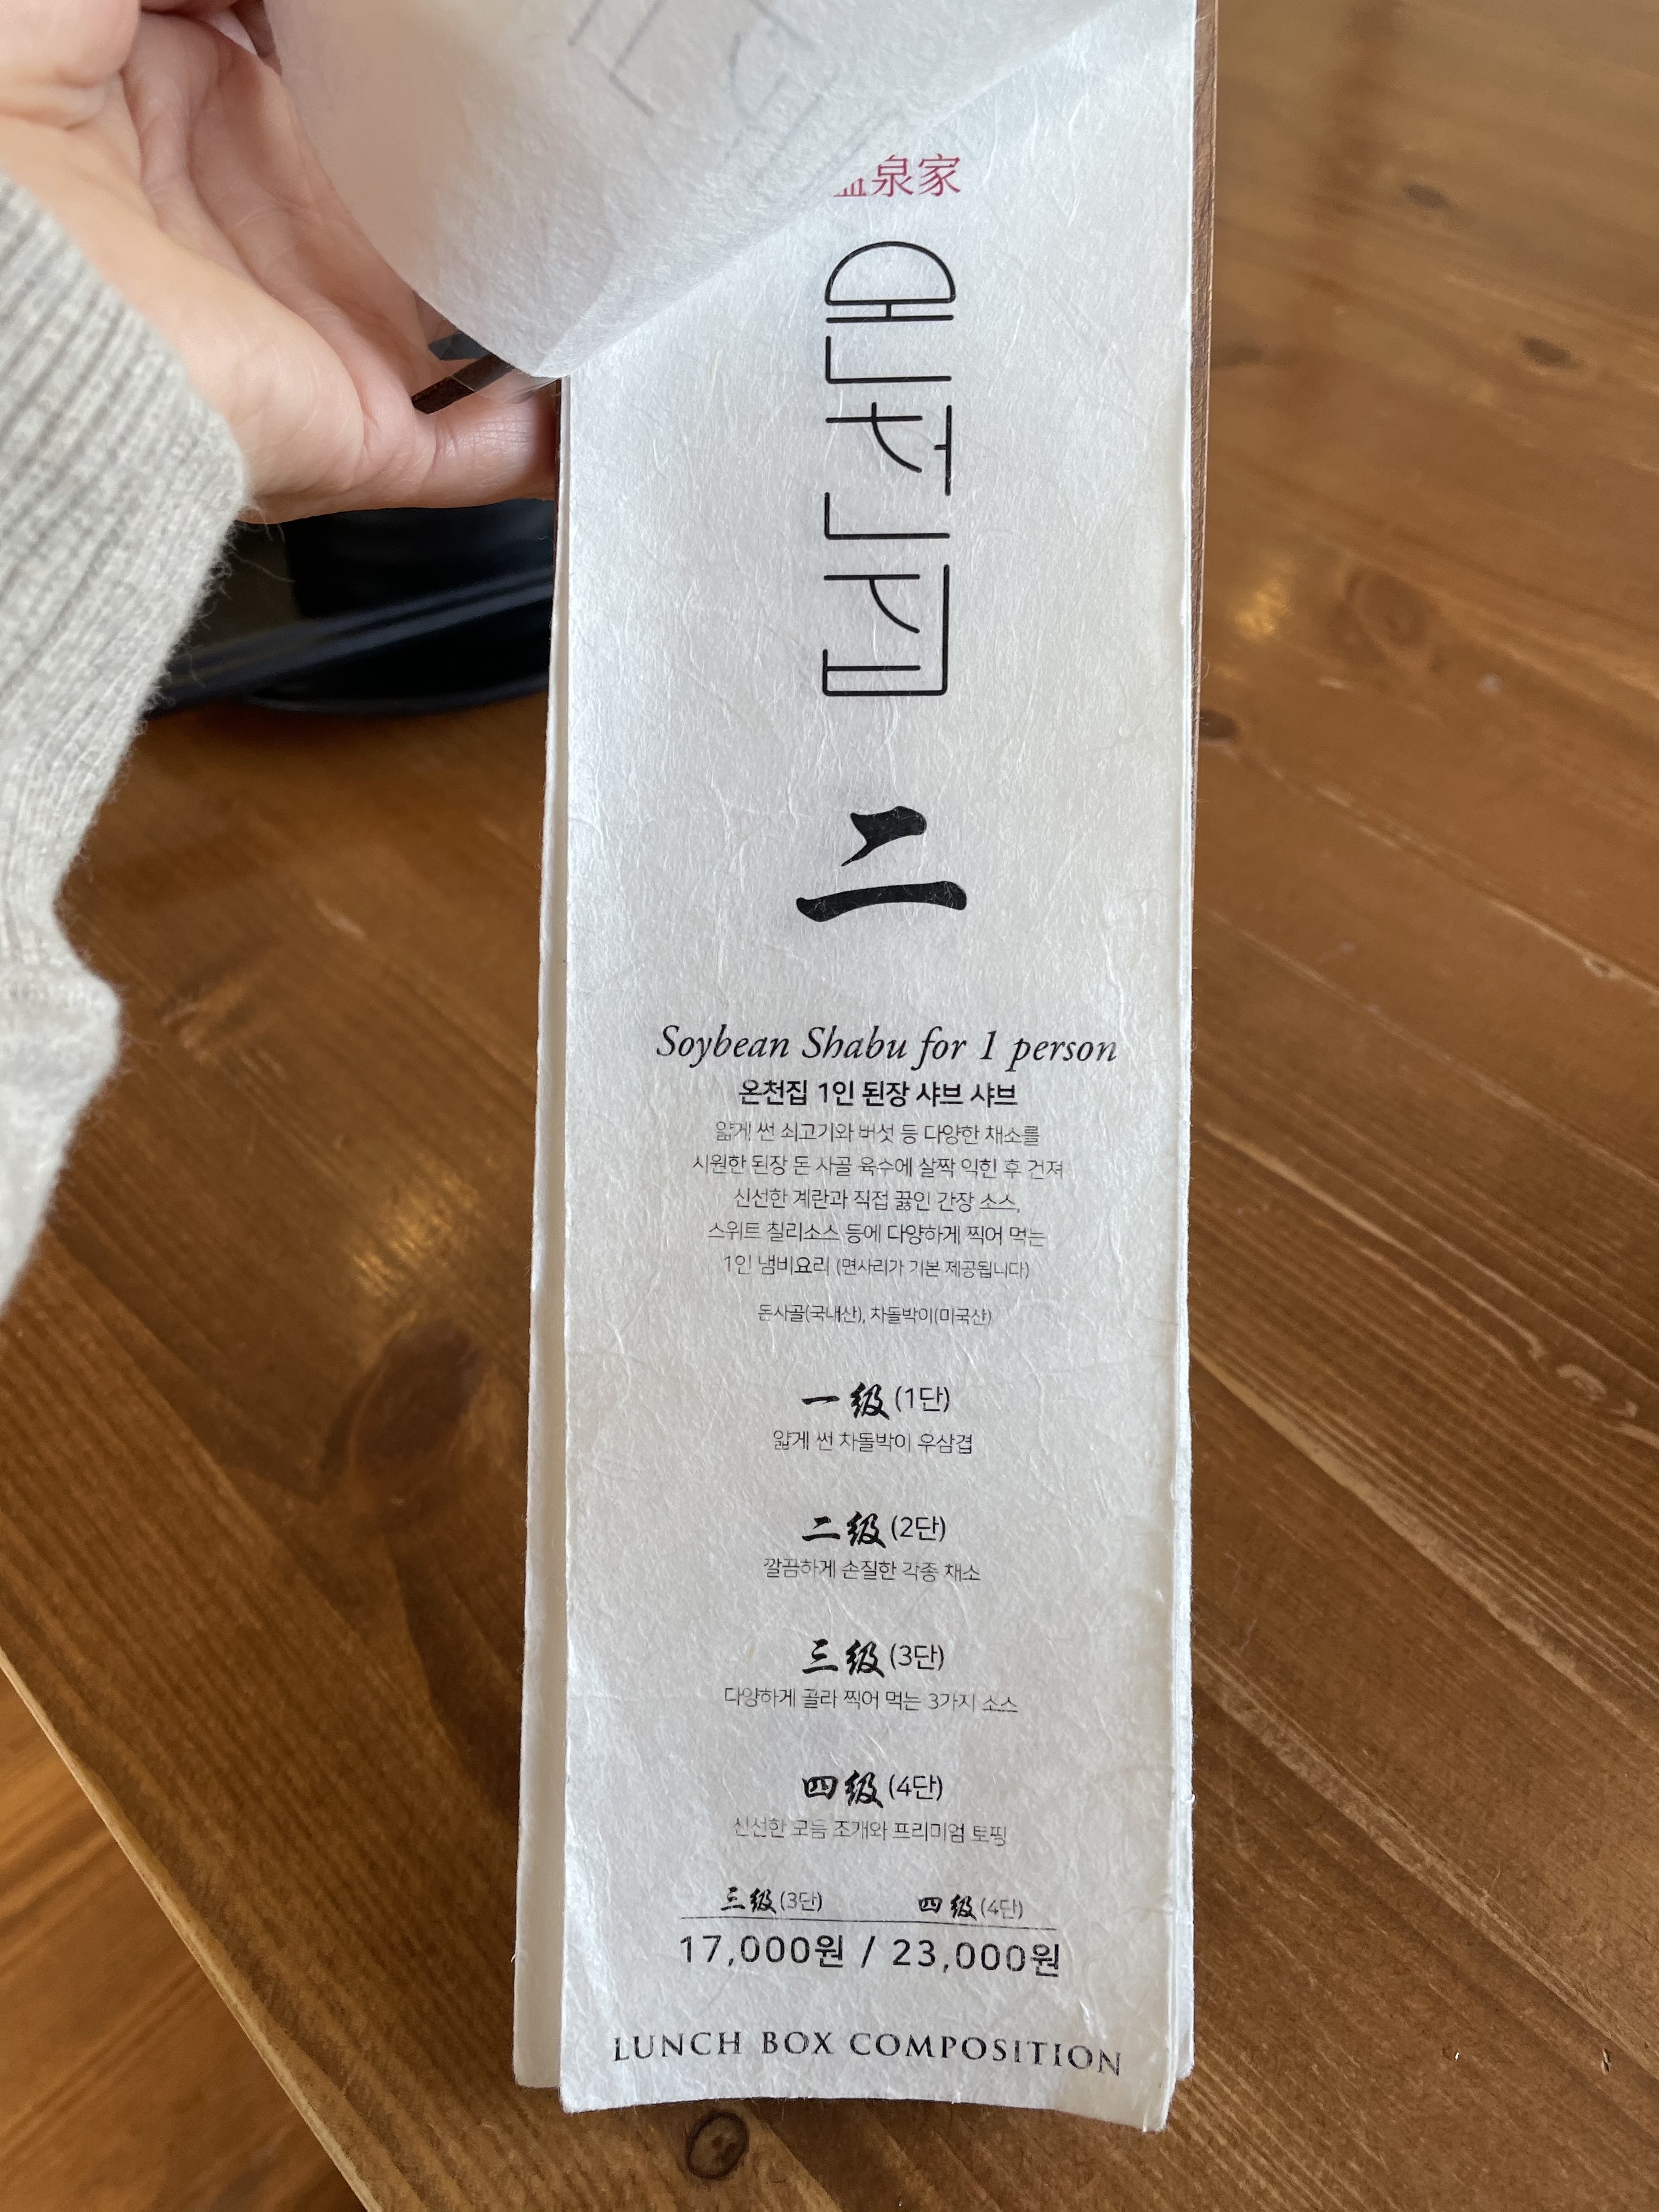 泉家
온천집
二
Soybean Shabu for 1 person
온천집 1인 된장 샤브 샤브
얇게 썬 쇠고기와 버섯 등 다양한 채소를
시원한 된장 돈 사골 육수에 살짝 익힌 후 건져
신선한 계란과 직접 끓인 간장 소스,
스위트 칠리소스 등에 다양하게 찍어 먹는
1인 냄비요리 (면사리가 기본 제공됩니다)
돈사골(국내산), 차돌박이(미국산)
一级 (1단)
얇게 썬 차돌박이 우삼겹
二级 (2단)
깔끔하게 손질한 각종 채소
三级 (3단)
다양하게 골라 찍어 먹는 3가지 소스
四级 (4단)
신선한 모듬 조개와 프리미엄 토핑
三级 (3단) 四级 (4단)
17,000원 / 23,000원
LUNCH BOX COMPOSITION